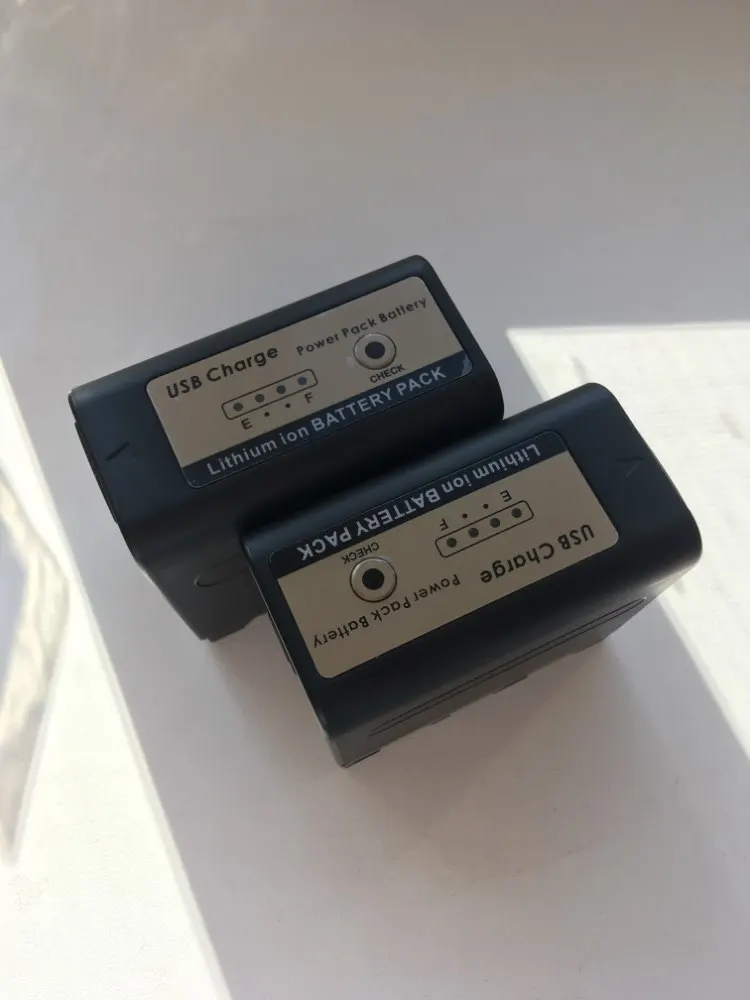 USB Charge Power Pack Battery
E • • F CHECK
Lithium ion BATTERY PACK
Lithium ion BATTERY PACK
E • • F CHECK
USB Charge Power Pack Battery